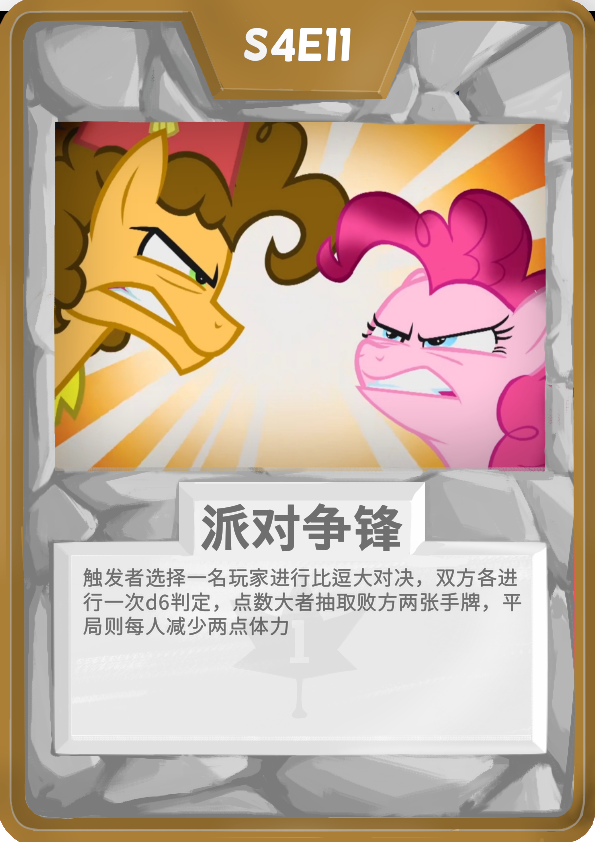 S4E11
派对争锋
触发者选择一名玩家进行比逗大对决，双方各进
行一次d6判定，点数大者抽取败方两张手牌，平
局则每人减少两点体力
1